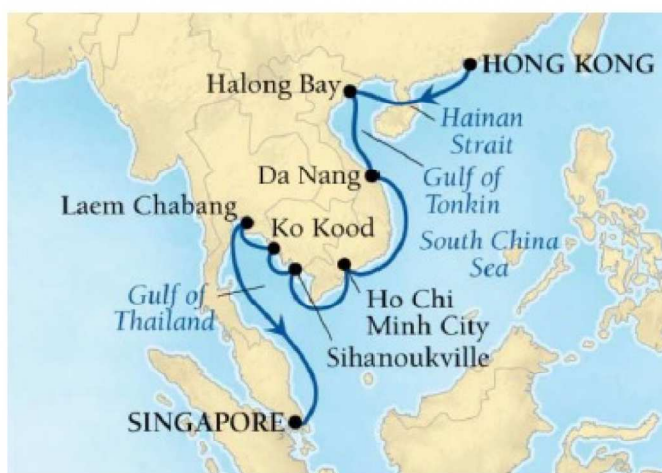 HONG KONG
Halong Bay
Hainan
Strait
Da Nang
Gulf of
Tonkin
Laem Chabang
Ko Kood
South China
Sea
Gulf of
Thailand
Ho Chi
Minh City
Sihanoukville
SINGAPORE